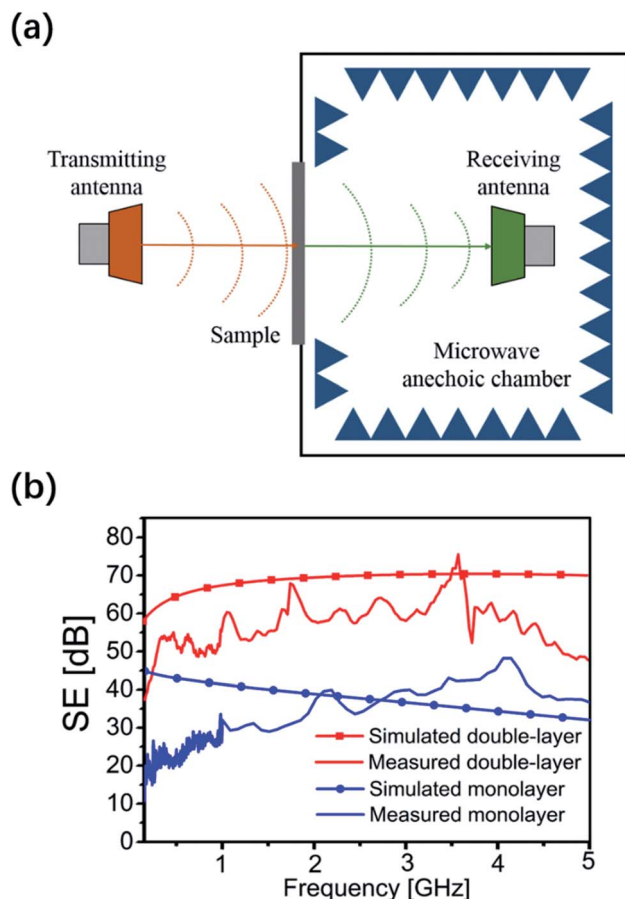 (a)
Transmitting
antenna
Receiving
antenna
Sample
Microwave
anechoic chamber
(b)
SE [dB]
80
70
60
50
40
30
20
10
0
Simulated double-layer
Measured double-layer
Simulated monolayer
Measured monolayer
1
2
3
4
5
Frequency [GHz]